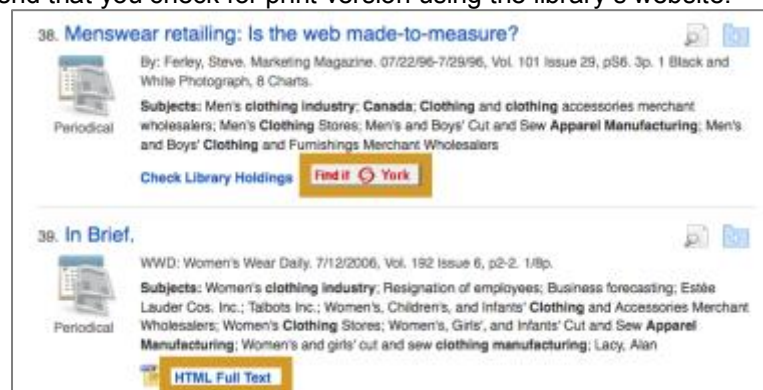 end that you check for print version using the library's website.
38. Menswear retailing: Is the web made-to-measure?
By: Ferley, Steve. Marketing Magazine. 07/22/96-7/29/96, Vol. 101 Issue 29, pS6. 3p. 1 Black and
White Photograph, 8 Charts.
Subjects: Men's clothing industry; Canada; Clothing and clothing accessories merchant
wholesalers; Men's Clothing Stores; Men's and Boys' Cut and Sew Apparel Manufacturing; Men's
and Boys' Clothing and Furnishings Merchant Wholesalers
Periodical
Check Library Holdings Find it York
39. In Brief.
WWD: Women's Wear Daily. 7/12/2006, Vol. 192 Issue 6, p2-2. 1/8p.
Subjects: Women's clothing industry; Resignation of employees; Business forecasting; Estée
Lauder Cos. Inc.; Talbots Inc.; Women's, Children's, and Infants' Clothing and Accessories Merchant
Wholesalers; Women's Clothing Stores; Women's, Girls', and Infants' Cut and Sew Apparel
Manufacturing; Women's and girls' cut and sew clothing manufacturing; Lacy, Alan
Periodical
HTML Full Text